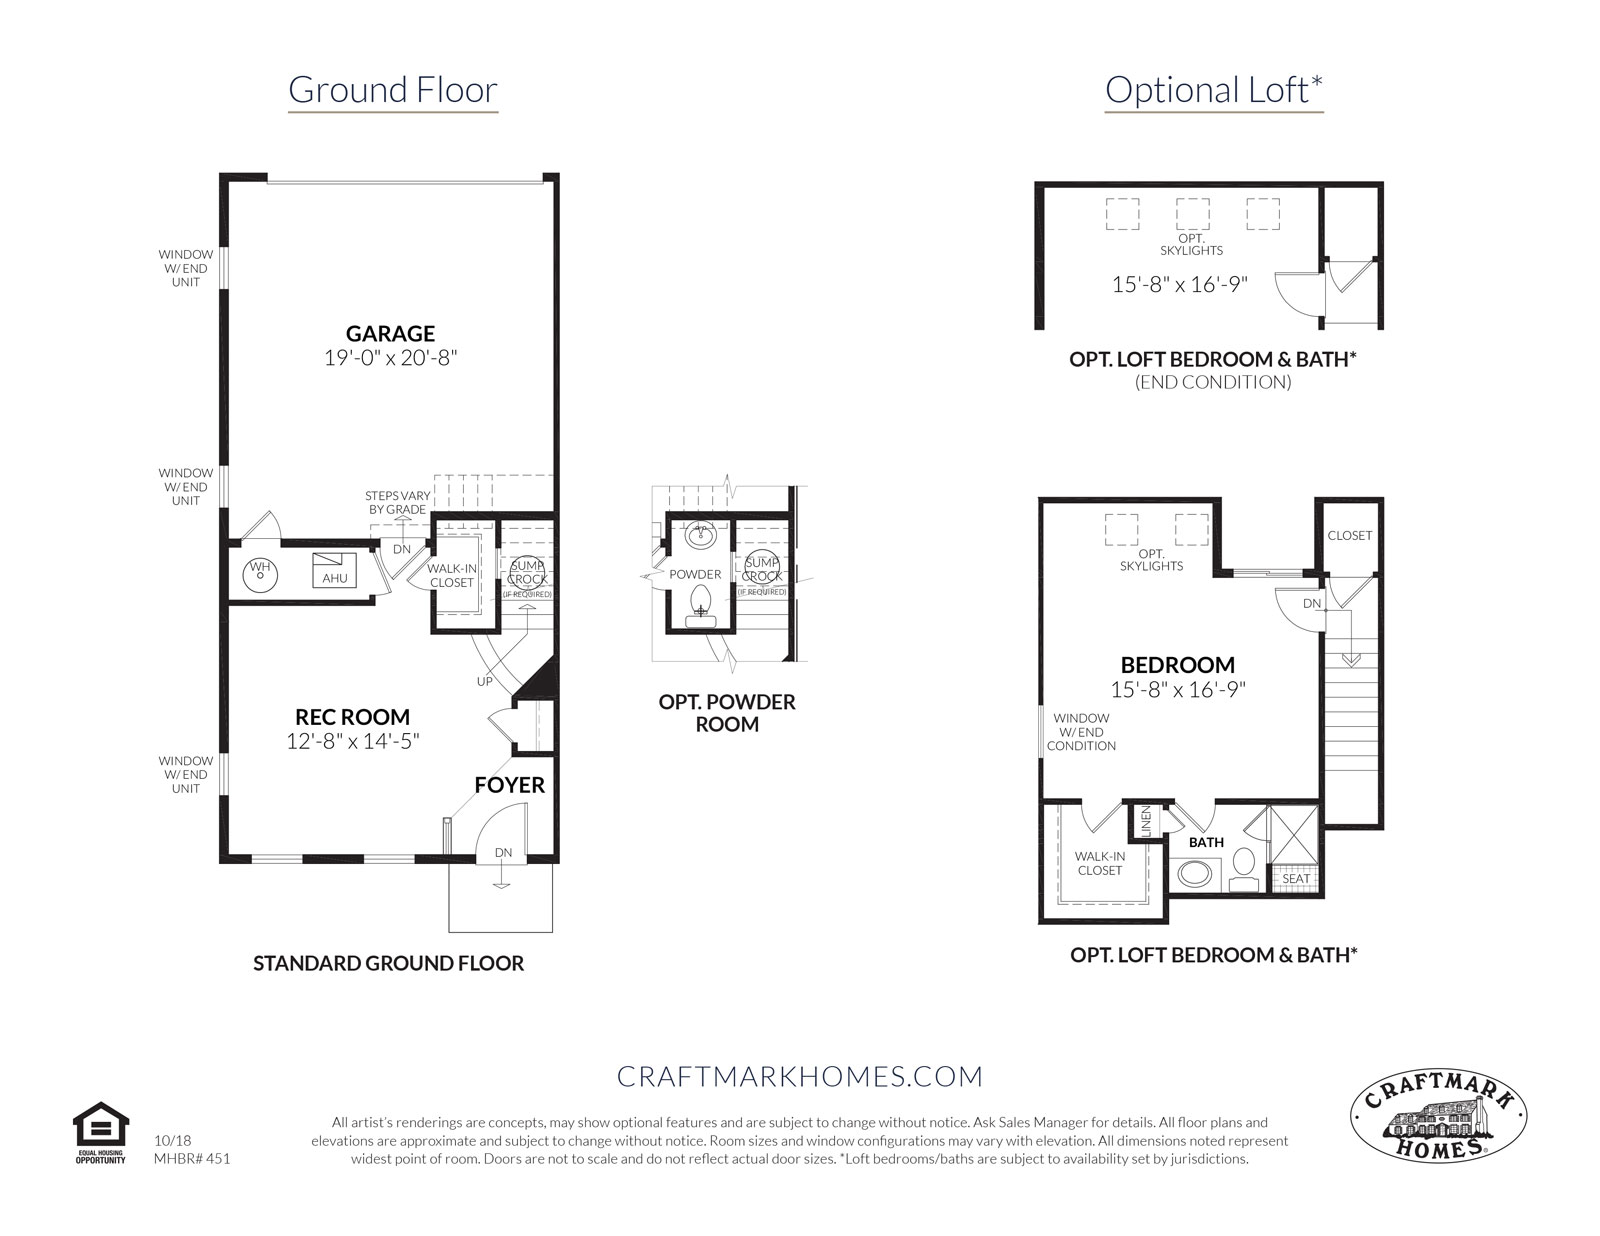 Ground Floor
WINDOW
W/ END
UNIT
GARAGE
19'-0" x 20'-8"
WINDOW
W/ END
UNIT
STEPS VARY
BY GRADE
DN
WH
AHU
WALK-IN
CLOSET
SUMP
CROCK
(IF REQUIRED)
UP
REC ROOM
12'-8" x 14'-5"
WINDOW
W/ END
UNIT
FOYER
DN
STANDARD GROUND FLOOR
POWDER
SUMP
CROCK
(IF REQUIRED)
OPT. POWDER
ROOM
Optional Loft*
OPT.
SKYLIGHTS
15'-8" x 16'-9"
OPT. LOFT BEDROOM & BATH*
(END CONDITION)
OPT.
SKYLIGHTS
CLOSET
DN
BEDROOM
15'-8" x 16'-9"
WINDOW
W/ END
CONDITION
LINEN
BATH
WALK-IN
CLOSET
SEAT
OPT. LOFT BEDROOM & BATH*
CRAFTMARKHOMES.COM
EQUAL HOUSING
OPPORTUNITY
10/18
MHBR# 451
All artist's renderings are concepts, may show optional features and are subject to change without notice. Ask Sales Manager for details. All floor plans and
elevations are approximate and subject to change without notice. Room sizes and window configurations may vary with elevation. All dimensions noted represent
widest point of room. Doors are not to scale and do not reflect actual door sizes. *Loft bedrooms/baths are subject to availability set by jurisdictions.
CRAFTMARK
HOMES®